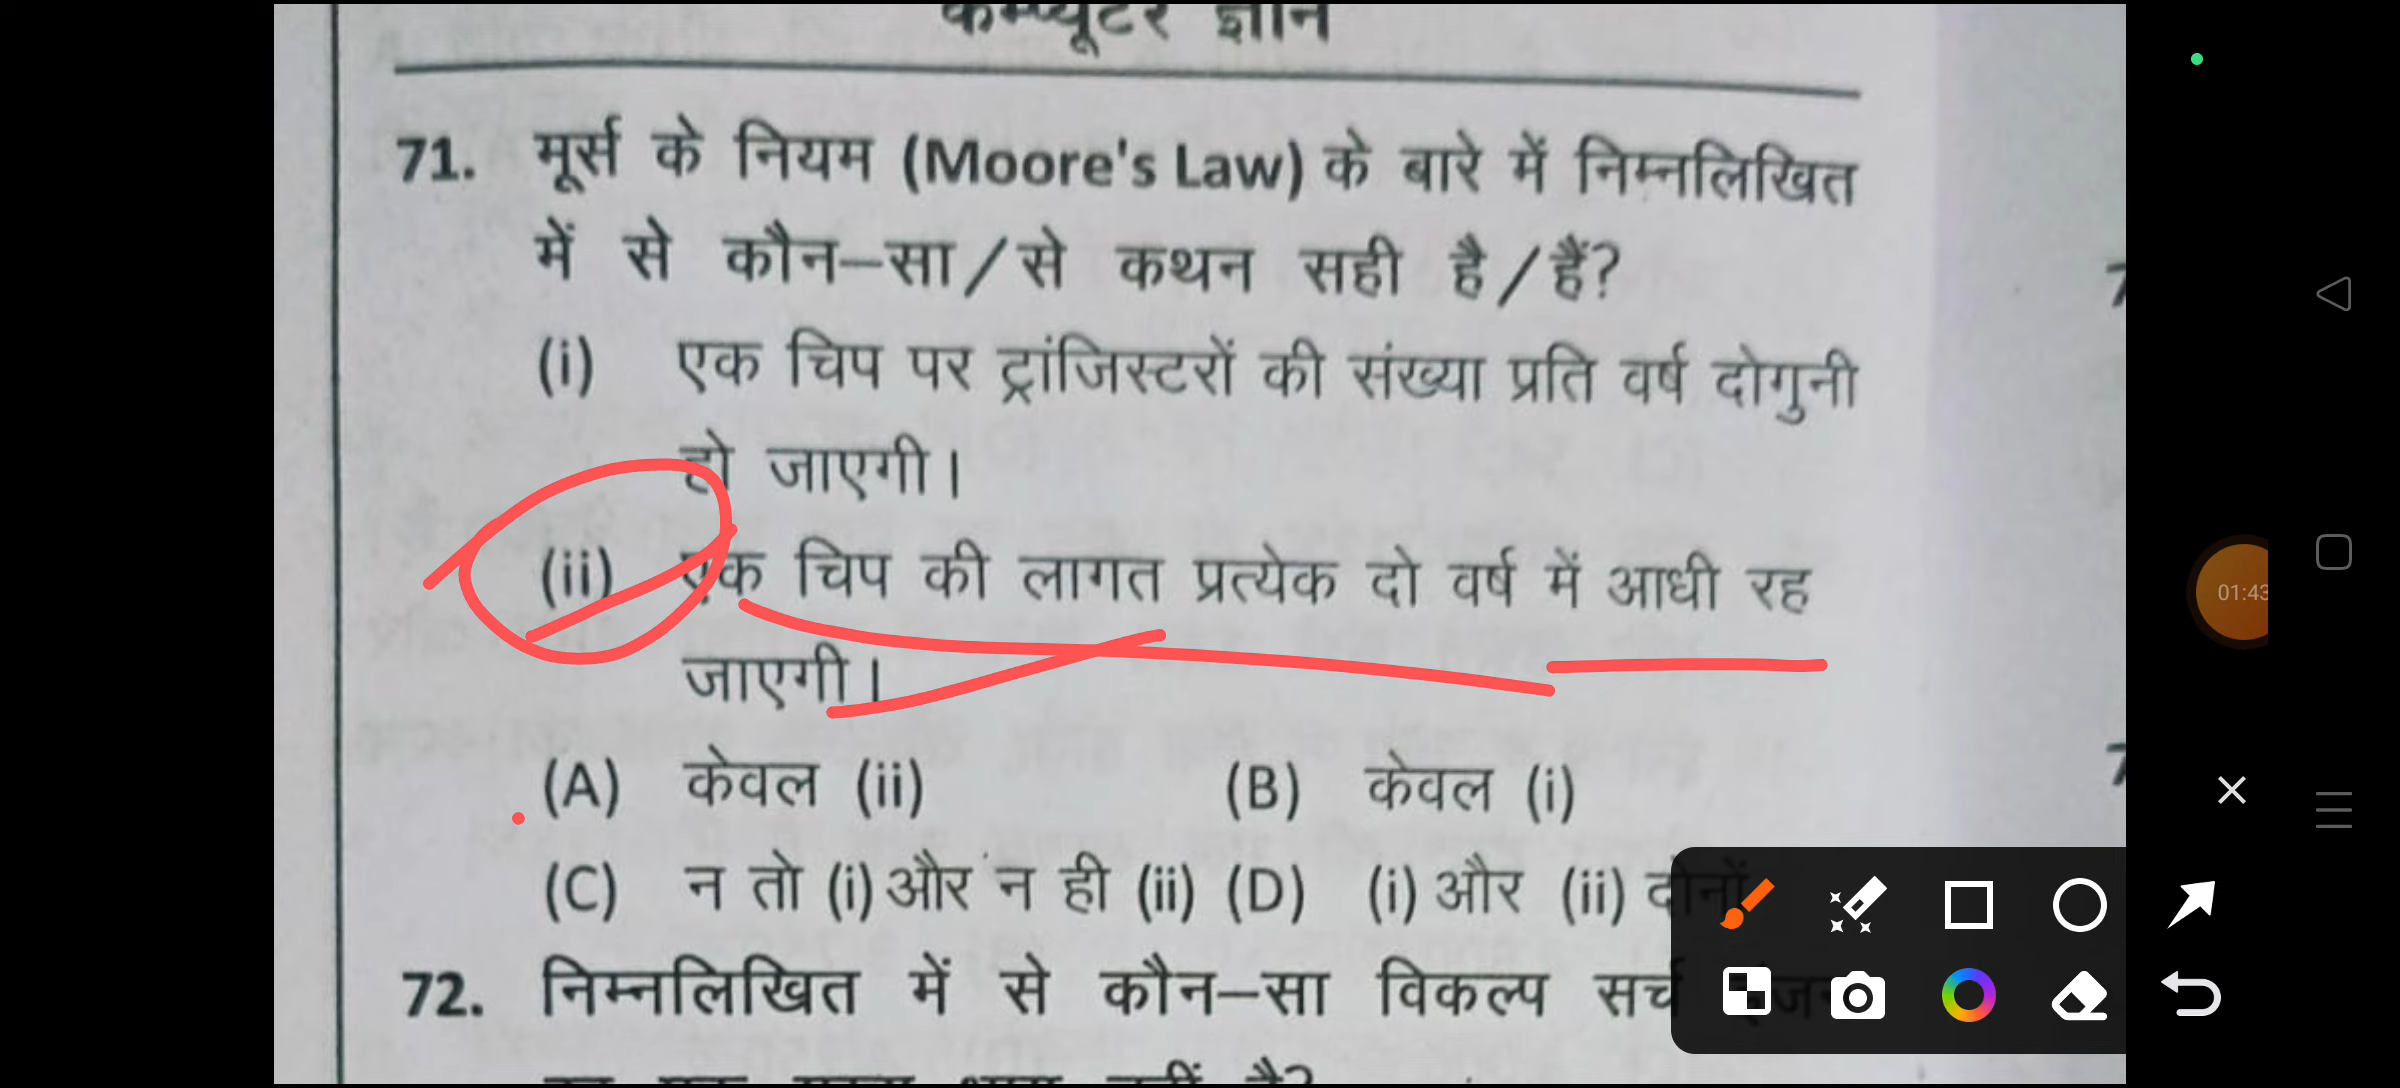 कम्प्यूटर ज्ञान
71. मूर्स के नियम (Moore's Law) के बारे में निम्नलिखित
में से कौन–सा/से कथन सही है/हैं?
(i) एक चिप पर ट्रांजिस्टरों की संख्या प्रति वर्ष दोगुनी
हो जाएगी।
(ii) एक चिप की लागत प्रत्येक दो वर्ष में आधी रह
जाएगी।
(A) केवल (ii) (B) केवल (i)
(C) न तो (i) और न ही (ii) (D) (i) और (ii) दोनों
72. निम्नलिखित में से कौन–सा विकल्प सर्च
01:43